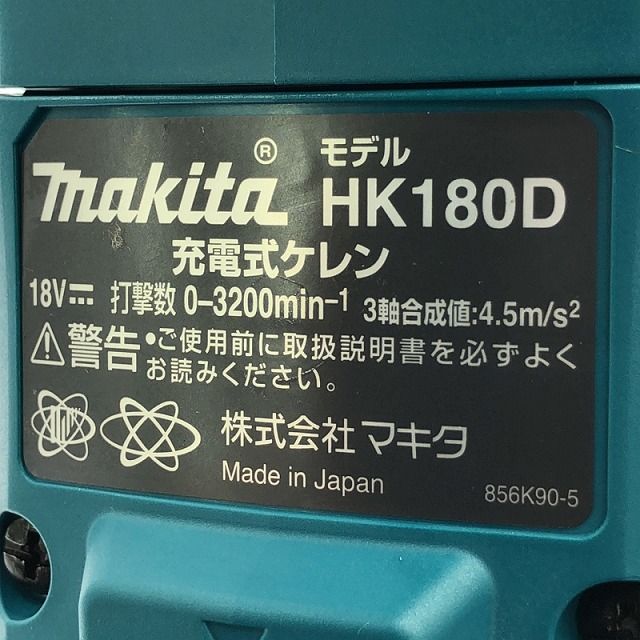 makita® モデル HK180D
充電式ケレン
18V⎓ 打撃数 0-3200min⁻¹ 3軸合成値:4.5m/s²
⚠警告 •ご使用前に取扱説明書を必ずよく
お読みください。
株式会社 マキタ
Made in Japan
856K90-5